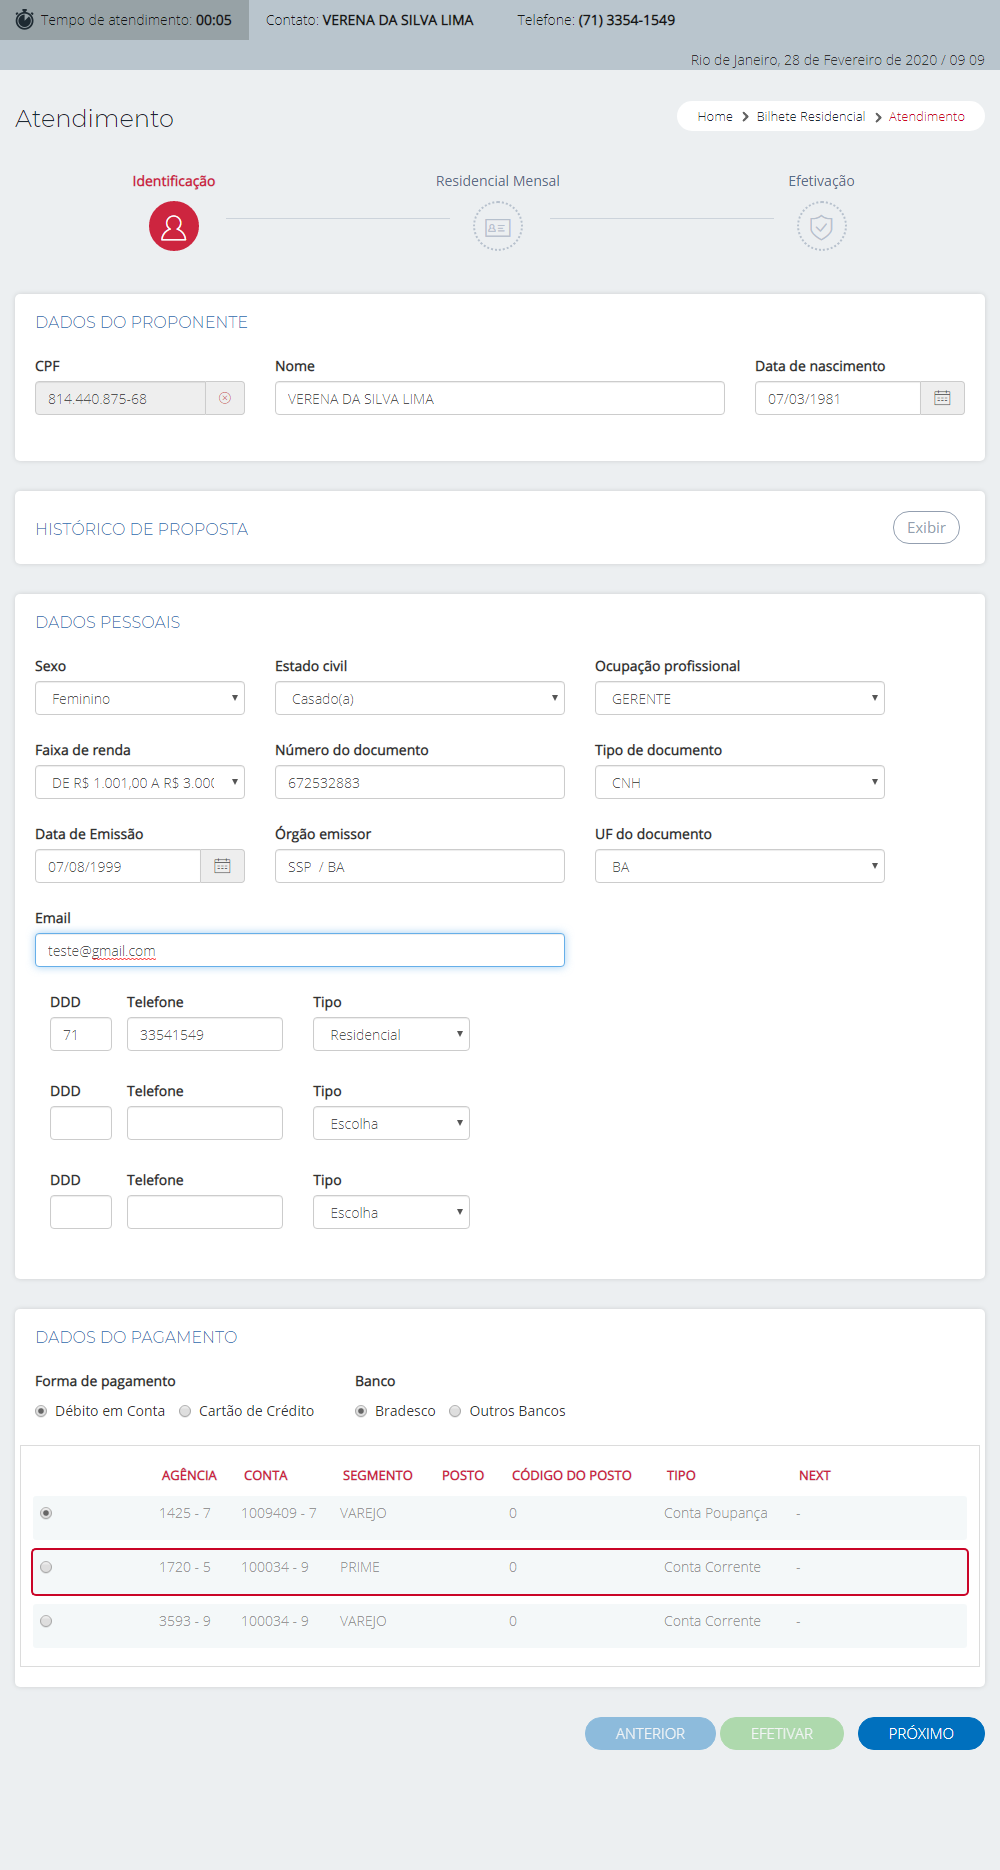 Tempo de atendimento: 00:05 Contato: VERENA DA SILVA LIMA Telefone: (71) 3354-1549
Rio de Janeiro, 28 de Fevereiro de 2020 / 09 09
Atendimento
Home Bilhete Residencial Atendimento
Identificação Residencial Mensal Efetivação
DADOS DO PROPONENTE
CPF Nome Data de nascimento
814.440.875-68 VERENA DA SILVA LIMA 07/03/1981
HISTÓRICO DE PROPOSTA Exibir
DADOS PESSOAIS
Sexo Estado civil Ocupação profissional
Feminino Casado(a) GERENTE
Faixa de renda Número do documento Tipo de documento
DE R$ 1.001,00 A R$ 3.000 672532883 CNH
Data de Emissão Órgão emissor UF do documento
07/08/1999 SSP / BA BA
Email
teste@gmail.com
DDD Telefone Tipo
71 33541549 Residencial
DDD Telefone Tipo
Escolha
DDD Telefone Tipo
Escolha
DADOS DO PAGAMENTO
Forma de pagamento Banco
Débito em Conta Cartão de Crédito Bradesco Outros Bancos
AGÊNCIA CONTA SEGMENTO POSTO CÓDIGO DO POSTO TIPO NEXT
1425 - 7 1009409 - 7 VAREJO 0 Conta Poupança -
1720 - 5 100034 - 9 PRIME 0 Conta Corrente -
3593 - 9 100034 - 9 VAREJO 0 Conta Corrente -
ANTERIOR EFETIVAR PRÓXIMO